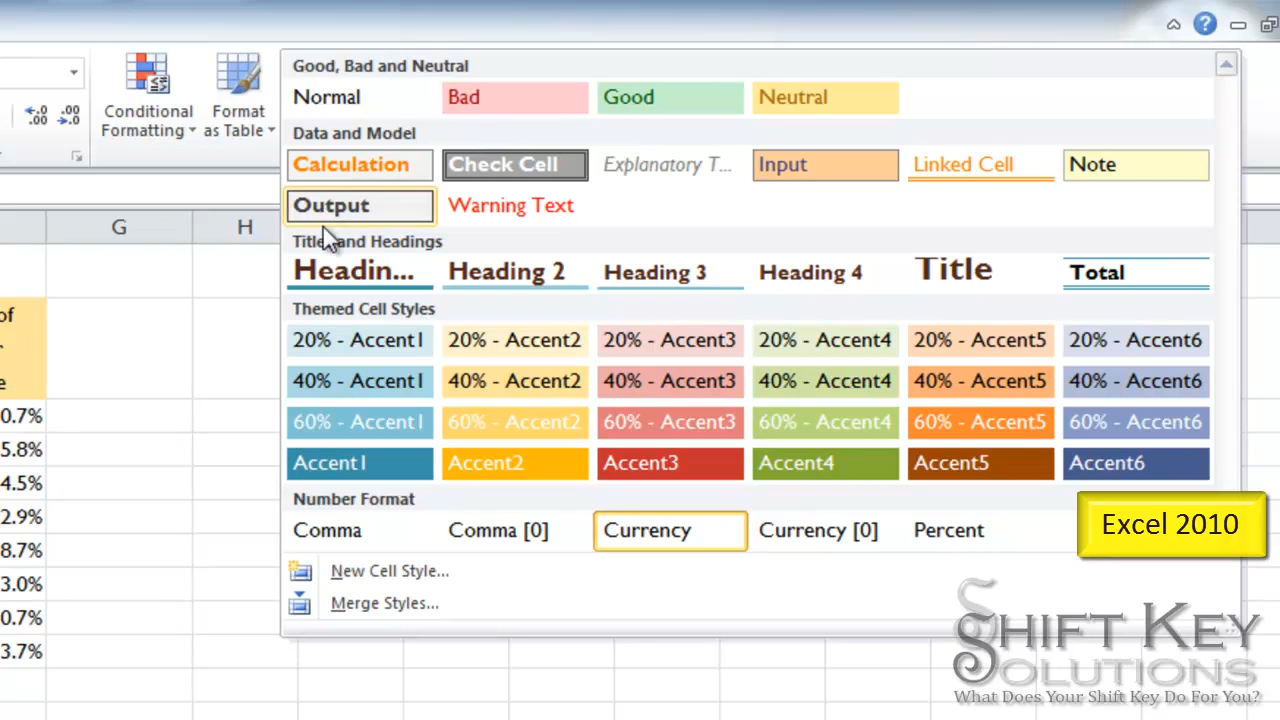 Good, Bad and Neutral
Normal Bad Good Neutral
Data and Model
Calculation Check Cell Explanatory T... Input Linked Cell Note
Output Warning Text
Titles and Headings
Headin... Heading 2 Heading 3 Heading 4 Title Total
Themed Cell Styles
20% - Accent1 20% - Accent2 20% - Accent3 20% - Accent4 20% - Accent5 20% - Accent6
40% - Accent1 40% - Accent2 40% - Accent3 40% - Accent4 40% - Accent5 40% - Accent6
60% - Accent1 60% - Accent2 60% - Accent3 60% - Accent4 60% - Accent5 60% - Accent6
Accent1 Accent2 Accent3 Accent4 Accent5 Accent6
Number Format
Comma Comma [0] Currency Currency [0] Percent
New Cell Style...
Merge Styles...
Conditional
Formatting
Format
as Table
.00 .00
G H
of
e
0.7%
5.8%
4.5%
2.9%
8.7%
3.0%
0.7%
3.7%
Excel 2010
SHIFT KEY
SOLUTIONS
What Does Your Shift Key Do For You?